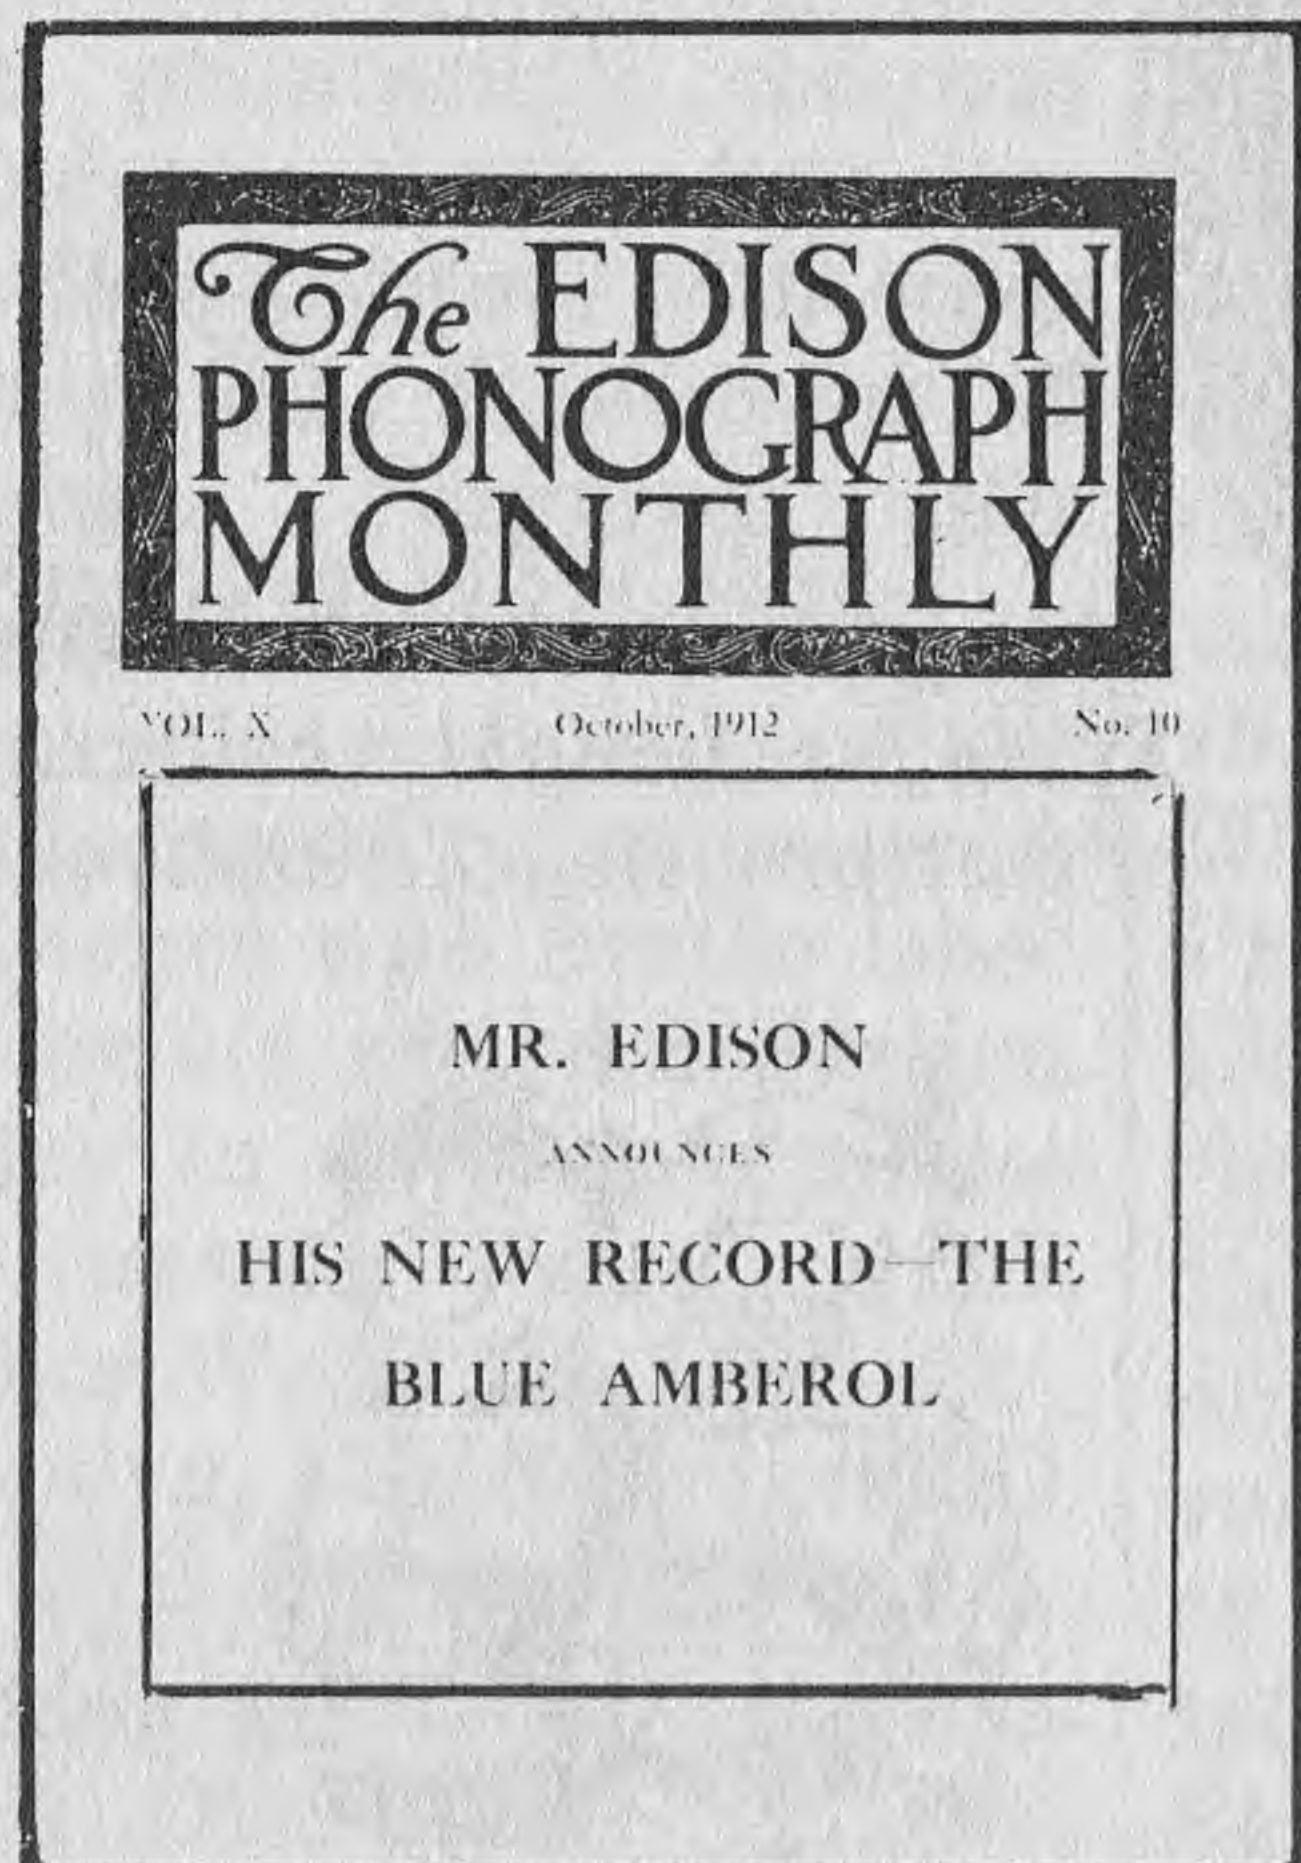 The EDISON
PHONOGRAPH
MONTHLY
VOL. X October, 1912 No. 10
MR. EDISON
ANNOUNCES
HIS NEW RECORD—THE
BLUE AMBEROL